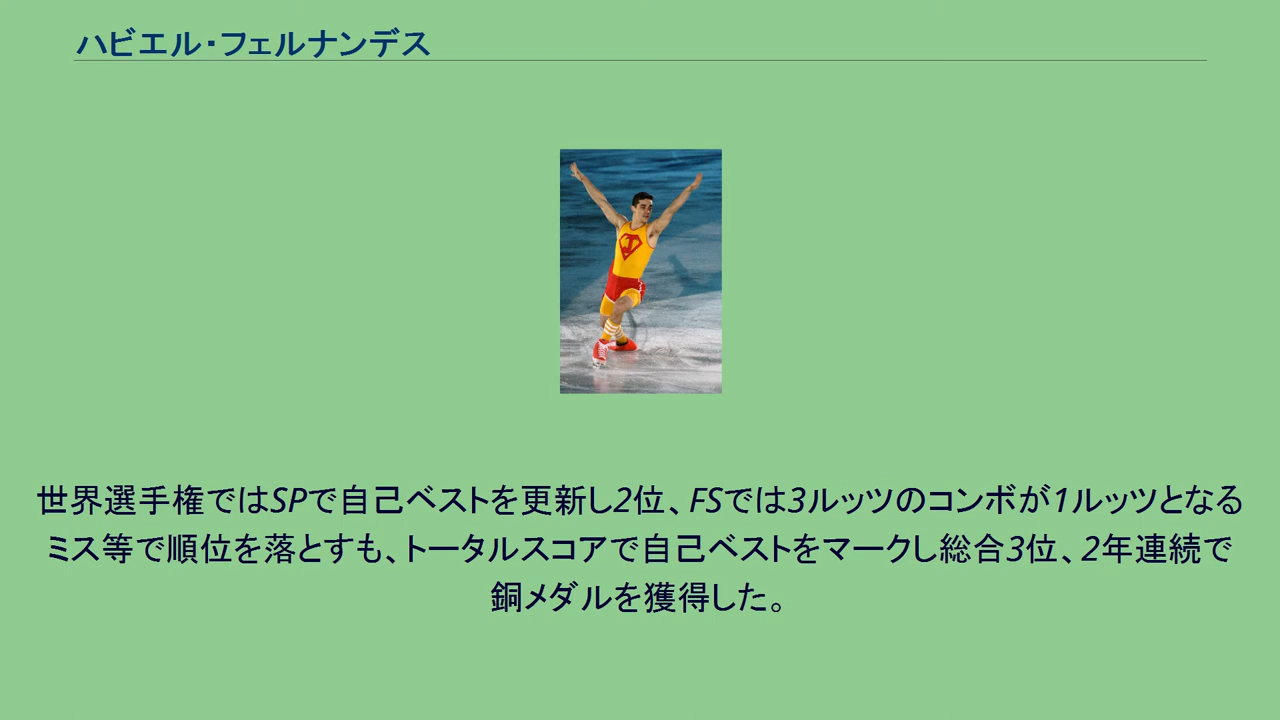 ハビエル・フェルナンデス
世界選手権ではSPで自己ベストを更新し2位、FSでは3ルッツのコンボが1ルッツとなる
ミス等で順位を落とすも、トータルスコアで自己ベストをマークし総合3位、2年連続で
銅メダルを獲得した。